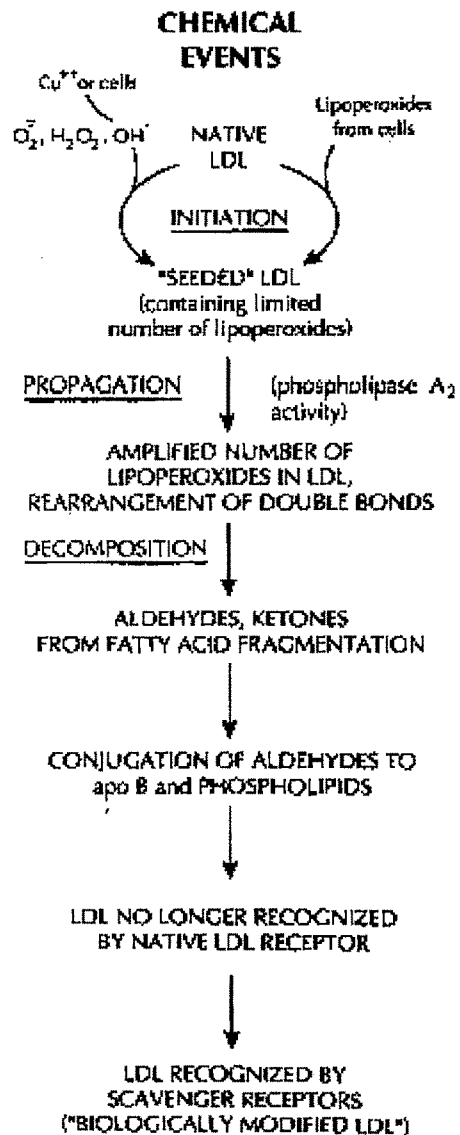 CHEMICAL
EVENTS
Cu⁺⁺ or cells
O₂⁻, H₂O₂, OH˙
NATIVE
LDL
Lipoperoxides
from cells
INITIATION
"SEEDED" LDL
(containing limited
number of lipoperoxides)
PROPAGATION
(phospholipase A₂
activity)
AMPLIFIED NUMBER OF
LIPOPEROXIDES IN LDL,
REARRANGEMENT OF DOUBLE BONDS
DECOMPOSITION
ALDEHYDES, KETONES
FROM FATTY ACID FRAGMENTATION
CONJUGATION OF ALDEHYDES TO
apo B and PHOSPHOLIPIDS
LDL NO LONGER RECOGNIZED
BY NATIVE LDL RECEPTOR
LDL RECOGNIZED BY
SCAVENGER RECEPTORS
("BIOLOGICALLY MODIFIED LDL")